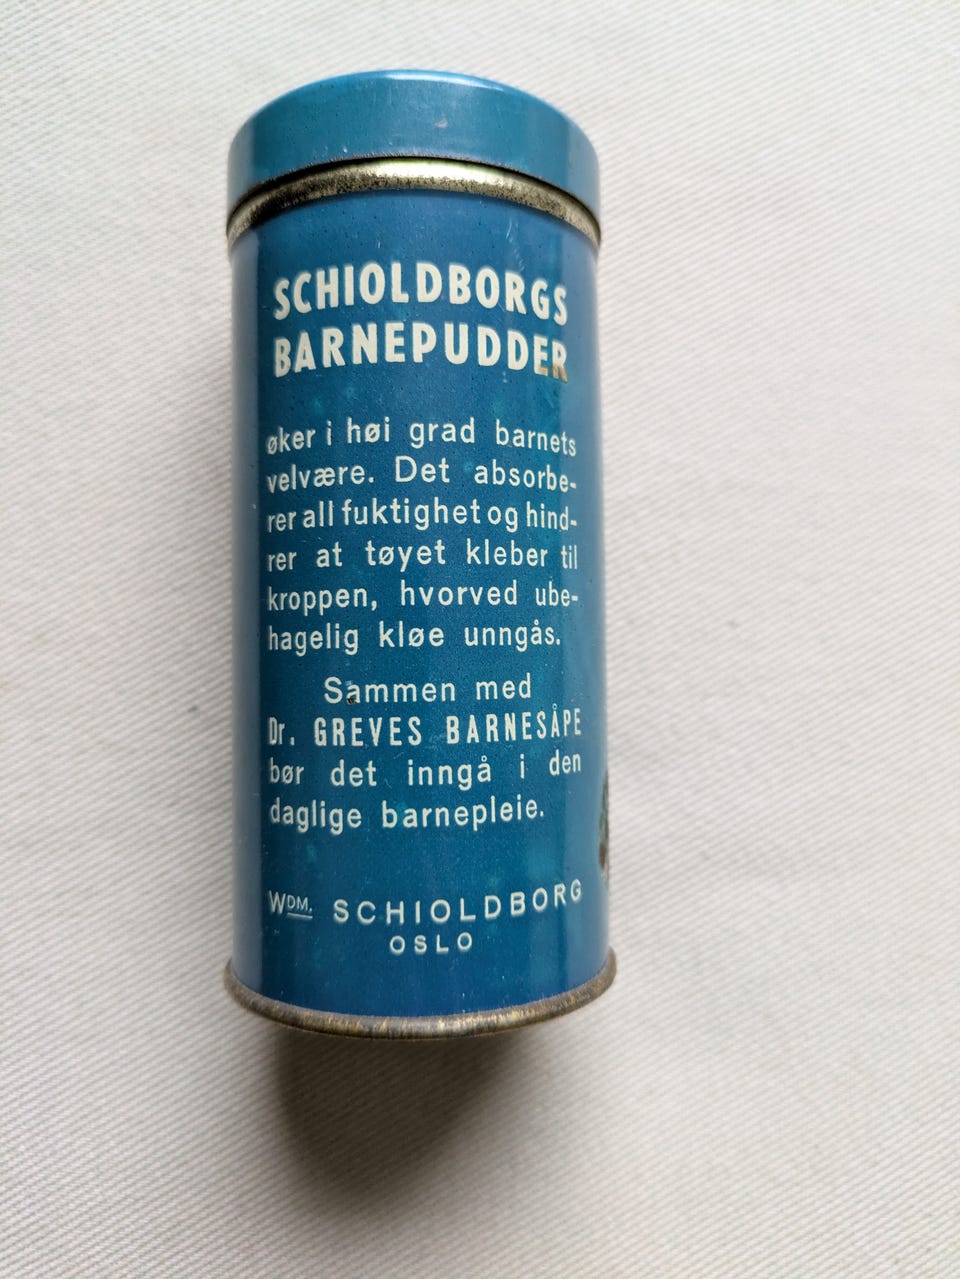 SCHIOLDBORGS
BARNEPUDDER
øker i høi grad barnets
velvære. Det absorbe-
rer all fuktighet og hind-
rer at tøyet kleber til
kroppen, hvorved ube-
hagelig kløe unngås.
Sammen med
Dr. GREVES BARNESÅPE
bør det inngå i den
daglige barnepleie.
WDM. SCHIOLDBORG
OSLO